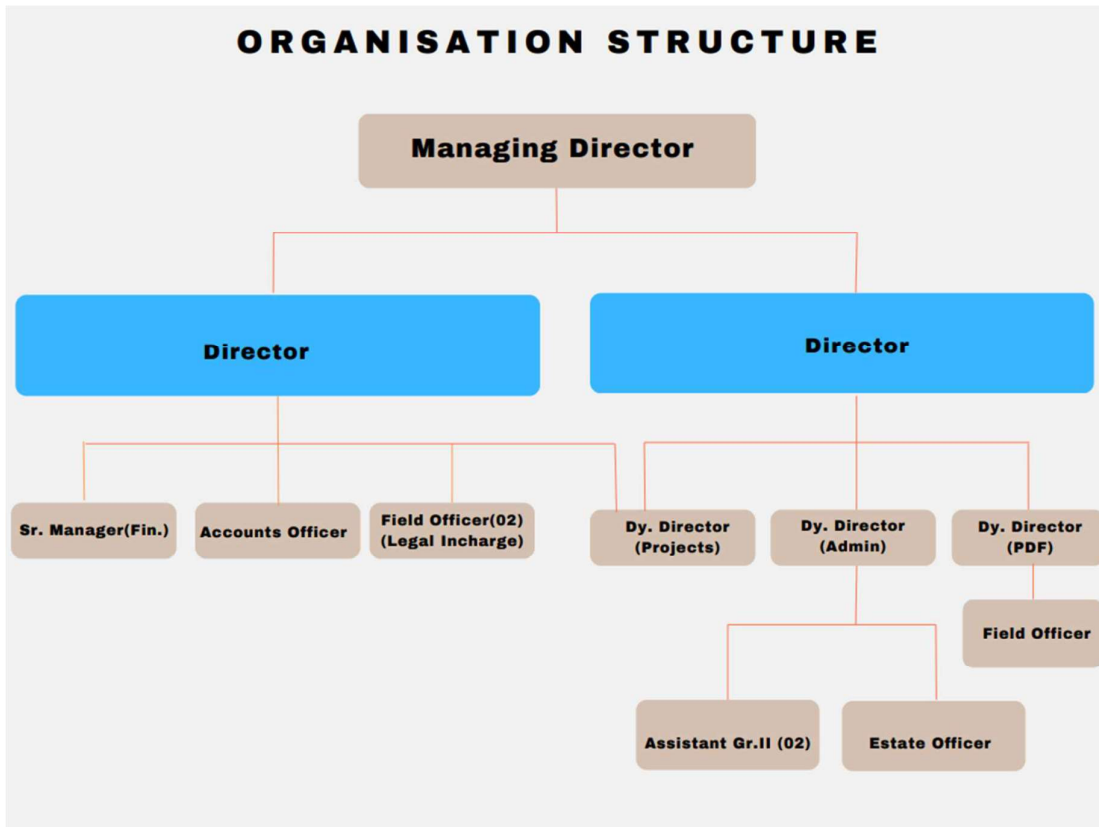 ORGANISATION STRUCTURE
Managing Director
Director
Director
Sr. Manager(Fin.)
Accounts Officer
Field Officer(02)
(Legal Incharge)
Dy. Director
(Projects)
Dy. Director
(Admin)
Dy. Director
(PDF)
Field Officer
Assistant Gr.II (02)
Estate Officer